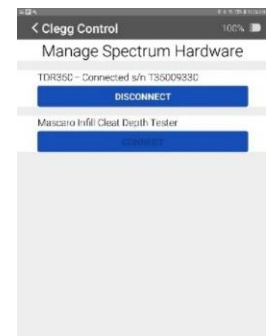 < Clegg Control 100%
Manage Spectrum Hardware
TDR350 - Connected s/n T35009330
DISCONNECT
Mascaro Infill Cleat Depth Tester
CONNECT